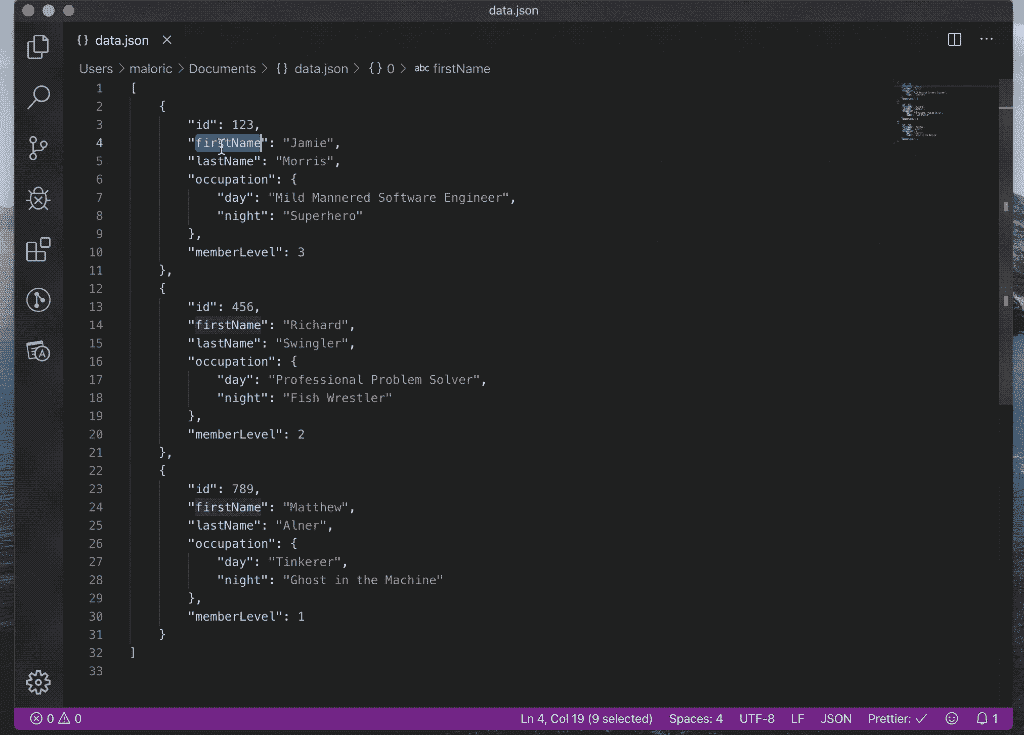 data.json
{} data.json ×
Users > maloric > Documents > {} data.json > {} 0 > abc firstName
1 [
2 {
3 "id": 123,
4 "firstName": "Jamie",
5 "lastName": "Morris",
6 "occupation": {
7 "day": "Mild Mannered Software Engineer",
8 "night": "Superhero"
9 },
10 "memberLevel": 3
11 },
12 {
13 "id": 456,
14 "firstName": "Richard",
15 "lastName": "Swingler",
16 "occupation": {
17 "day": "Professional Problem Solver",
18 "night": "Fish Wrestler"
19 },
20 "memberLevel": 2
21 },
22 {
23 "id": 789,
24 "firstName": "Matthew",
25 "lastName": "Alner",
26 "occupation": {
27 "day": "Tinkerer",
28 "night": "Ghost in the Machine"
29 },
30 "memberLevel": 1
31 }
32 ]
33
0 0 Ln 4, Col 19 (9 selected) Spaces: 4 UTF-8 LF JSON Prettier: ✓ 1